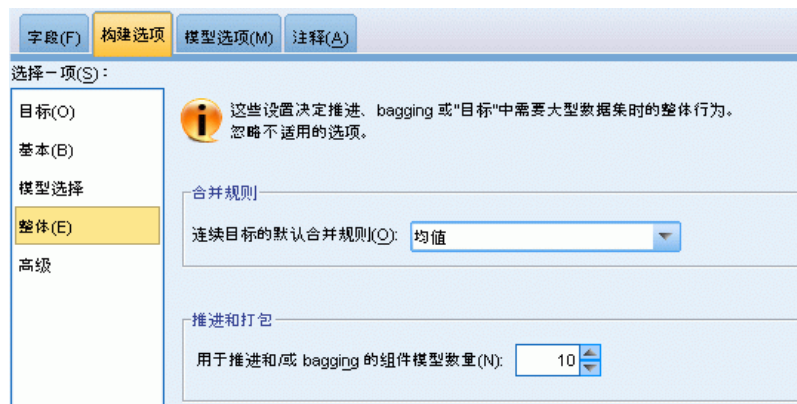 字段(F) 构建选项 模型选项(M) 注释(A)
选择一项(S):
目标(O)
基本(B)
模型选择
整体(E)
高级
这些设置决定推进、bagging 或"目标"中需要大型数据集时的整体行为。
忽略不适用的选项。
合并规则
连续目标的默认合并规则(O): 均值
推进和打包
用于推进和/或 bagging 的组件模型数量(N): 10